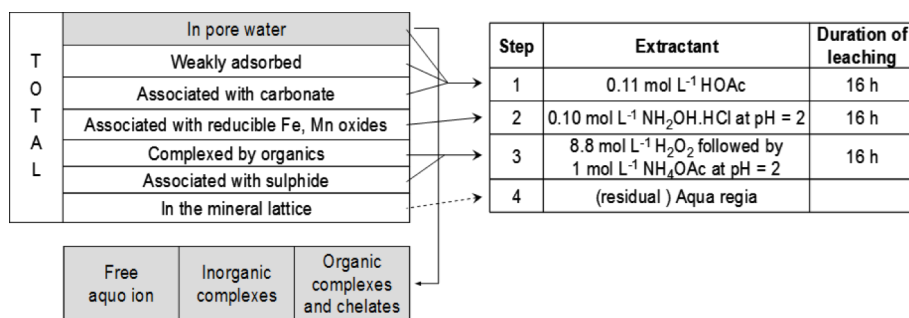 TOTAL
In pore water
Weakly adsorbed
Associated with carbonate
Associated with reducible Fe, Mn oxides
Complexed by organics
Associated with sulphide
In the mineral lattice
Free
aquo ion
Inorganic
complexes
Organic
complexes
and chelates
Step Extractant Duration of
leaching
1 0.11 mol L⁻¹ HOAc 16 h
2 0.10 mol L⁻¹ NH₂OH.HCl at pH = 2 16 h
3 8.8 mol L⁻¹ H₂O₂ followed by
1 mol L⁻¹ NH₄OAc at pH = 2 16 h
4 (residual ) Aqua regia